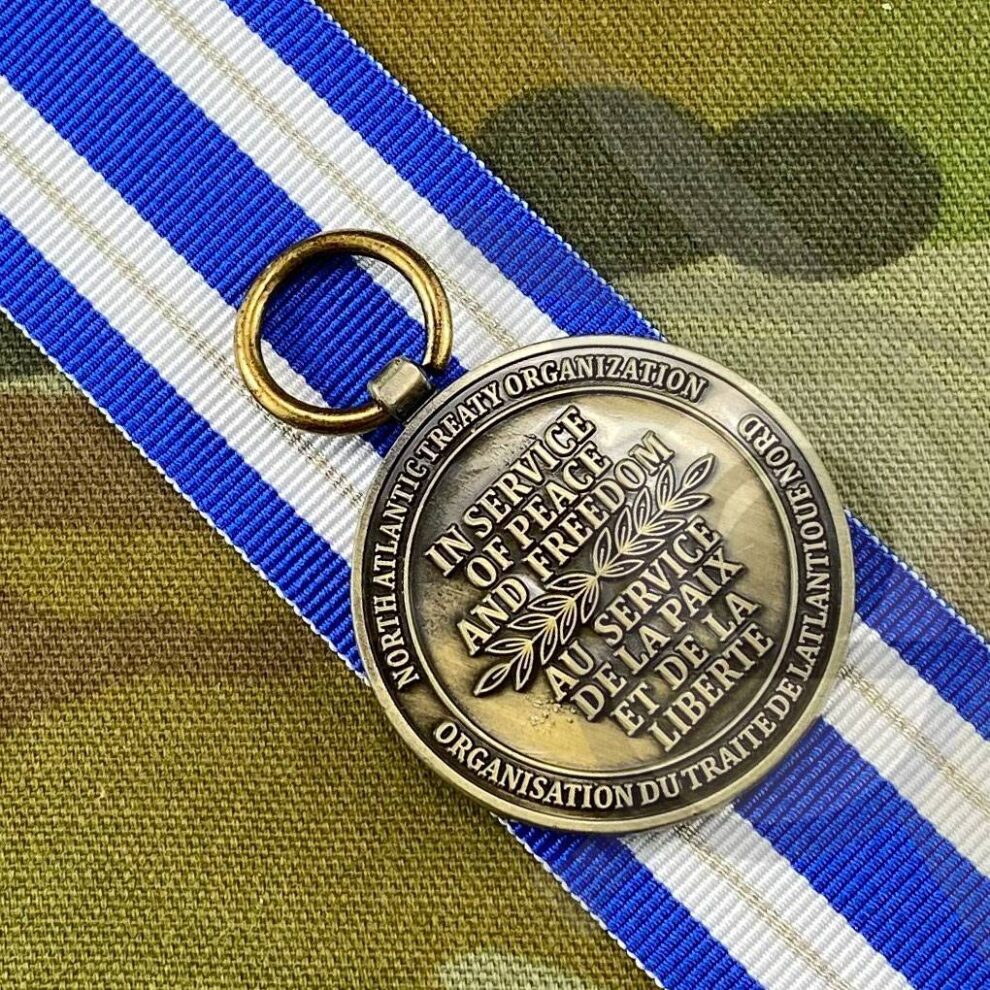 NORTH ATLANTIC TREATY ORGANIZATION
IN SERVICE
OF PEACE
AND FREEDOM
AU SERVICE
DE LA PAIX
ET DE LA
LIBERTE
ORGANISATION DU TRAITE DE L'ATLANTIQUE NORD